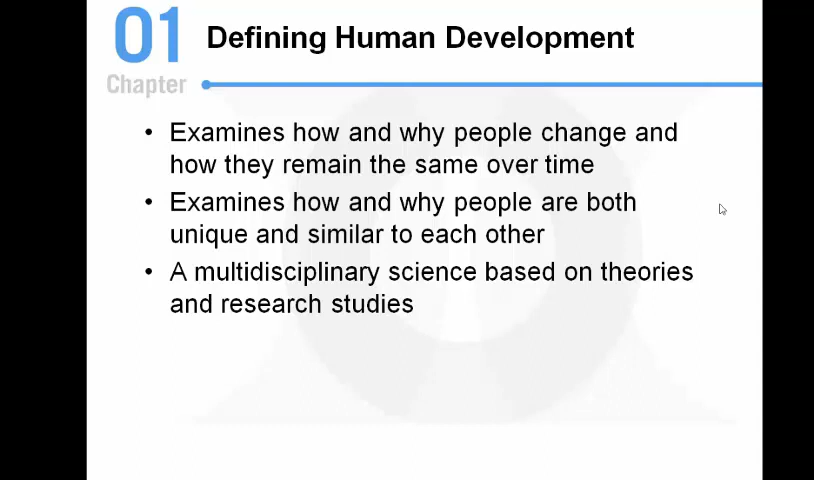 01
Chapter
Defining Human Development
• Examines how and why people change and
how they remain the same over time
• Examines how and why people are both
unique and similar to each other
• A multidisciplinary science based on theories
and research studies